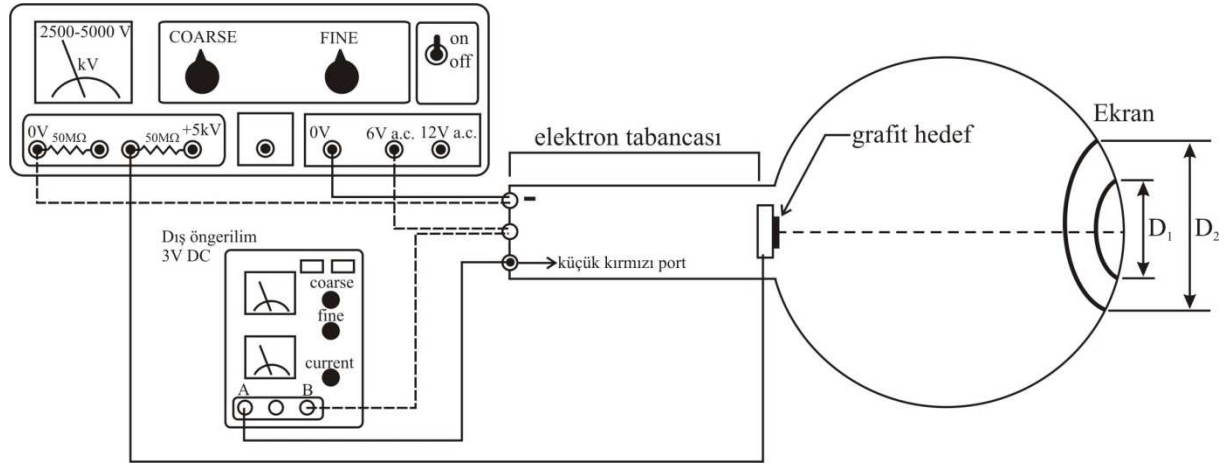 2500-5000 V
kV
COARSE
FINE
on
off
0V
50MΩ
50MΩ
+5kV
0V
6V a.c.
12V a.c.
elektron tabancası
grafit hedef
Ekran
-
D₁
D₂
küçük kırmızı port
Dış öngerilim
3V DC
coarse
fine
current
A
B